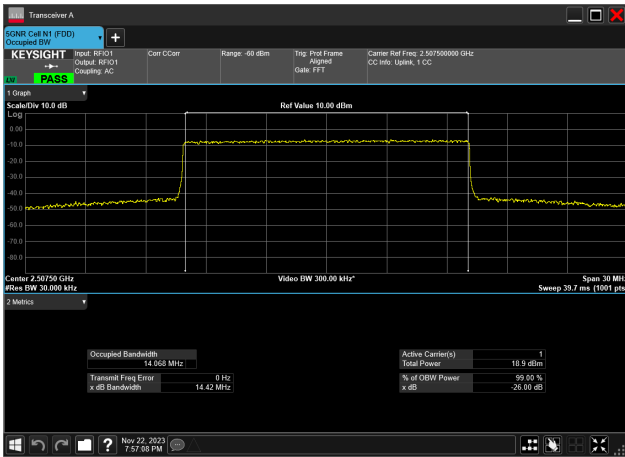 Transceiver A
5GNR Cell N1 (FDD)
Occupied BW
KEYSIGHT
LXI
PASS
Input: RFIO1
Output: RFIO1
Coupling: AC
Corr CCorr
Range: -60 dBm
Trig: Prot Frame
Aligned
Gate: FFT
Carrier Ref Freq: 2.507500000 GHz
CC Info: Uplink, 1 CC
1 Graph
Scale/Div 10.0 dB
Ref Value 10.00 dBm
Log
0.00
-10.0
-20.0
-30.0
-40.0
-50.0
-60.0
-70.0
-80.0
Center 2.50750 GHz
Video BW 300.00 kHz*
Span 30 MHz
#Res BW 30.000 kHz
Sweep 39.7 ms (1001 pts
2 Metrics
Occupied Bandwidth
14.068 MHz
Transmit Freq Error 0 Hz
x dB Bandwidth 14.42 MHz
Active Carrier(s) 1
Total Power 18.9 dBm
% of OBW Power 99.00 %
x dB -26.00 dB
?
Nov 22, 2023
7:57:08 PM